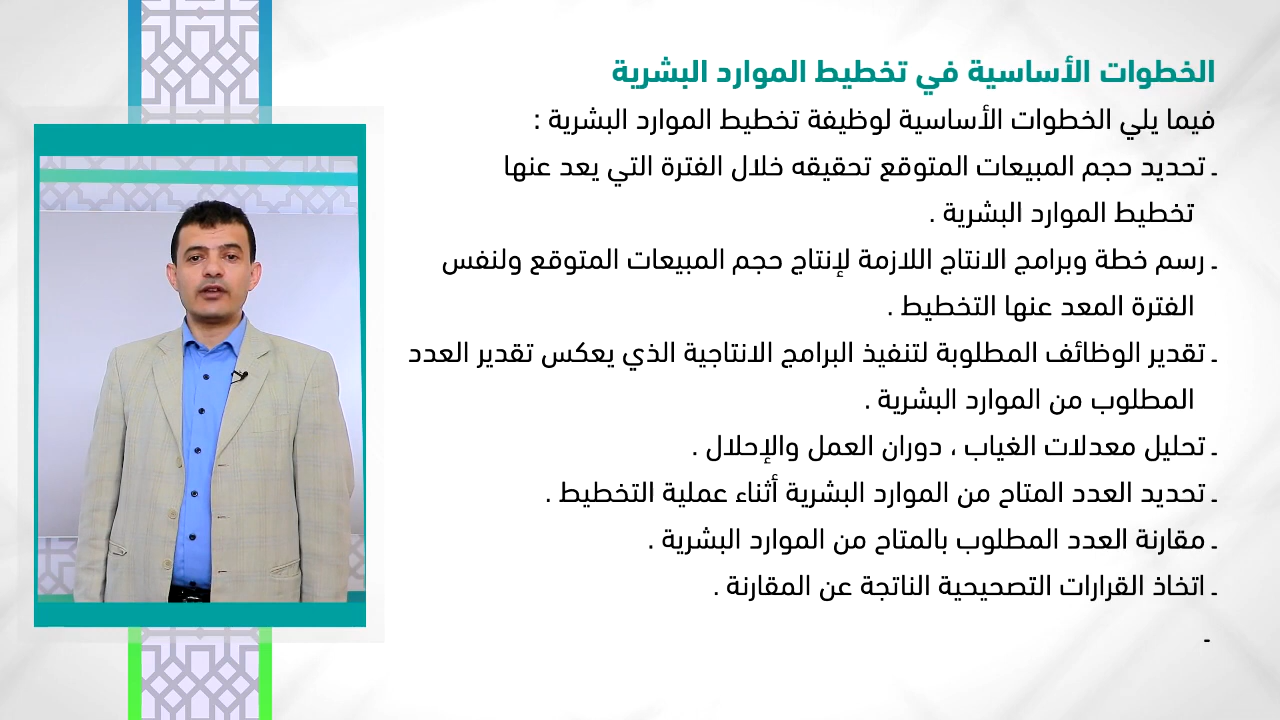 الخطوات الأساسية في تخطيط الموارد البشرية
فيما يلي الخطوات الأساسية لوظيفة تخطيط الموارد البشرية :
ـ تحديد حجم المبيعات المتوقع تحقيقه خلال الفترة التي يعد عنها
تخطيط الموارد البشرية .
ـ رسم خطة وبرامج الانتاج اللازمة لإنتاج حجم المبيعات المتوقع ولنفس
الفترة المعد عنها التخطيط .
ـ تقدير الوظائف المطلوبة لتنفيذ البرامج الانتاجية الذي يعكس تقدير العدد
المطلوب من الموارد البشرية .
ـ تحليل معدلات الغياب ، دوران العمل والإحلال .
ـ تحديد العدد المتاح من الموارد البشرية أثناء عملية التخطيط .
ـ مقارنة العدد المطلوب بالمتاح من الموارد البشرية .
ـ اتخاذ القرارات التصحيحية الناتجة عن المقارنة .
ـ